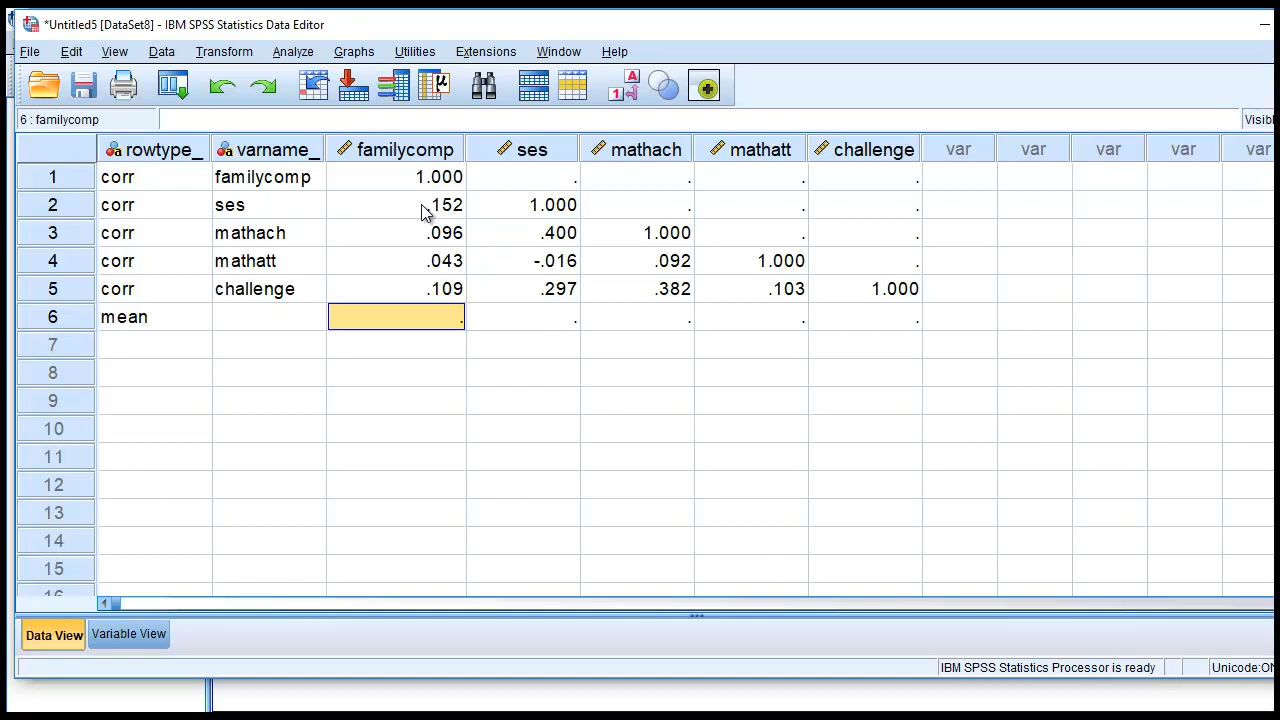 *Untitled5 [DataSet8] - IBM SPSS Statistics Data Editor
File Edit View Data Transform Analyze Graphs Utilities Extensions Window Help
6 : familycomp Visibl
rowtype_ varname_ familycomp ses mathach mathatt challenge var var var var var
1 corr familycomp 1.000 . . . .
2 corr ses .152 1.000 . . .
3 corr mathach .096 .400 1.000 . .
4 corr mathatt .043 -.016 .092 1.000 .
5 corr challenge .109 .297 .382 .103 1.000
6 mean . . . . .
7
8
9
10
11
12
13
14
15
16
Data View Variable View
IBM SPSS Statistics Processor is ready Unicode:ON